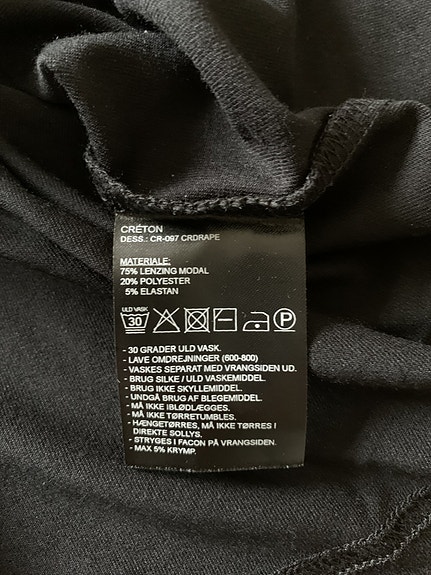 CRÉTON
DESS.: CR-097 CRDRAPE
MATERIALE:
75% LENZING MODAL
20% POLYESTER
5% ELASTAN
ULD VASK
30 P
- 30 GRADER ULD VASK.
- LAVE OMDREJNINGER (600-800)
- VASKES SEPARAT MED VRANGSIDEN UD.
- BRUG SILKE / ULD VASKEMIDDEL.
- BRUG IKKE SKYLLEMIDDEL.
- UNDGÅ BRUG AF BLEGEMIDDEL.
- MÅ IKKE IBLØDLÆGGES.
- MÅ IKKE TØRRETUMBLES.
- HÆNGETØRRES, MÅ IKKE TØRRES I
DIREKTE SOLLYS.
- STRYGES I FACON PÅ VRANGSIDEN.
- MAX 5% KRYMP.